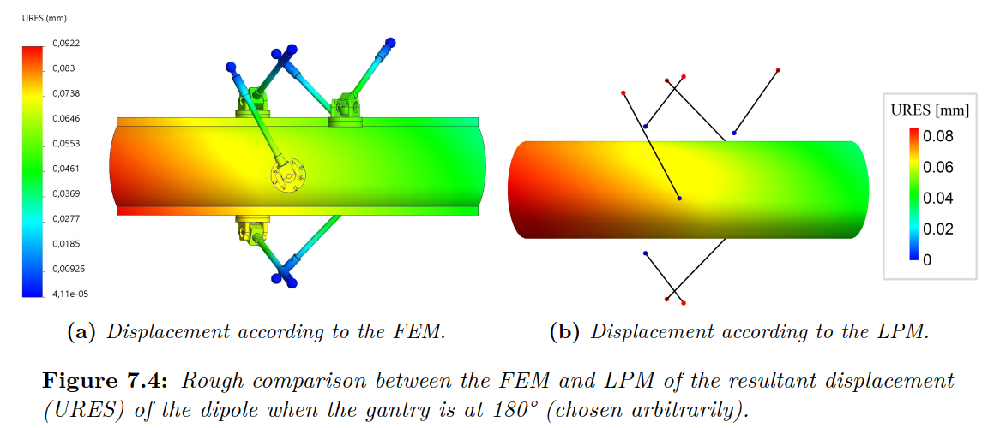 URES (mm)
0,0922
0,083
0,0738
0,0646
0,0553
0,0461
0,0369
0,0277
0,0185
0,00926
4,11e-05
URES [mm]
0.08
0.06
0.04
0.02
0
(a) Displacement according to the FEM.
(b) Displacement according to the LPM.
Figure 7.4: Rough comparison between the FEM and LPM of the resultant displacement
(URES) of the dipole when the gantry is at 180° (chosen arbitrarily).